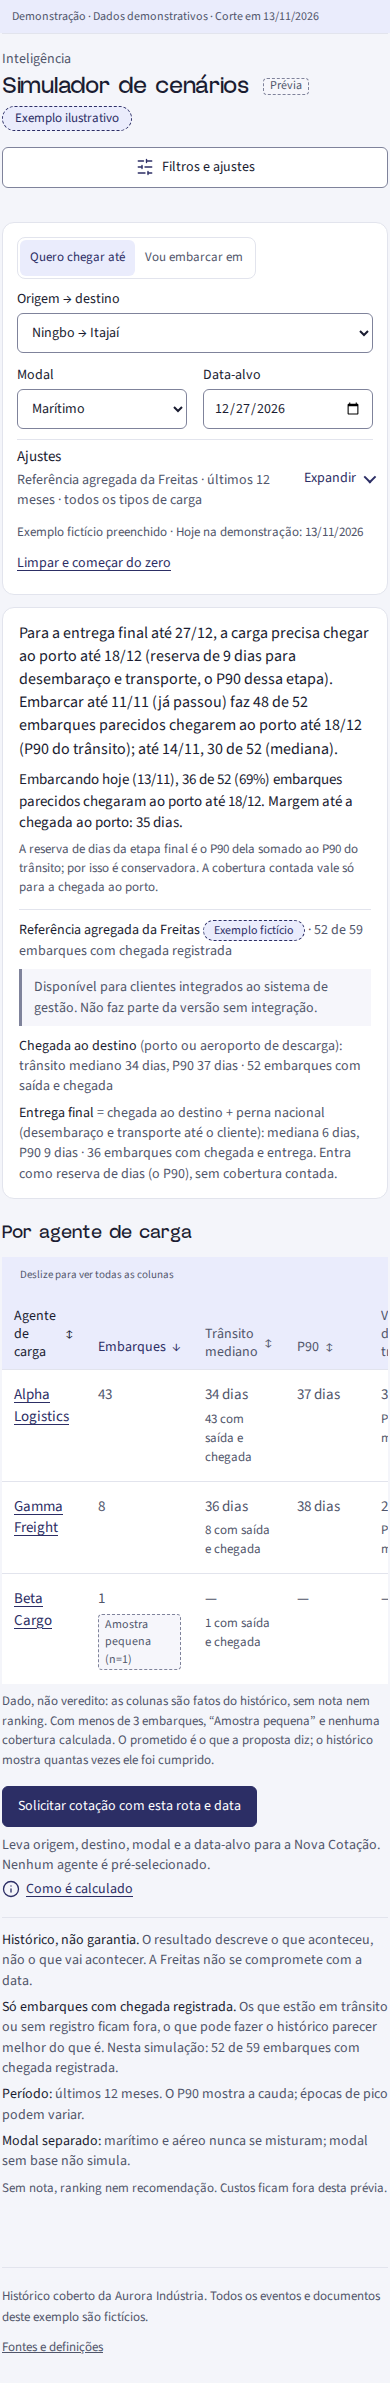 Demonstração · Dados demonstrativos · Corte em 13/11/2026
Inteligência
Simulador de cenários Prévia
Exemplo ilustrativo
Filtros e ajustes
Quero chegar até Vou embarcar em
Origem → destino
Ningbo → Itajaí
Modal Data-alvo
Marítimo 12/27/2026
Ajustes
Referência agregada da Freitas · últimos 12
meses · todos os tipos de carga
Expandir
Exemplo fictício preenchido · Hoje na demonstração: 13/11/2026
Limpar e começar do zero
Para a entrega final até 27/12, a carga precisa chegar
ao porto até 18/12 (reserva de 9 dias para
desembaraço e transporte, o P90 dessa etapa).
Embarcar até 11/11 (já passou) faz 48 de 52
embarques parecidos chegarem ao porto até 18/12
(P90 do trânsito); até 14/11, 30 de 52 (mediana).
Embarcando hoje (13/11), 36 de 52 (69%) embarques
parecidos chegaram ao porto até 18/12. Margem até a
chegada ao porto: 35 dias.
A reserva de dias da etapa final é o P90 dela somado ao P90 do
trânsito; por isso é conservadora. A cobertura contada vale só
para a chegada ao porto.
Referência agregada da Freitas Exemplo fictício · 52 de 59
embarques com chegada registrada
Disponível para clientes integrados ao sistema de
gestão. Não faz parte da versão sem integração.
Chegada ao destino (porto ou aeroporto de descarga):
trânsito mediano 34 dias, P90 37 dias · 52 embarques com
saída e chegada
Entrega final = chegada ao destino + perna nacional
(desembaraço e transporte até o cliente): mediana 6 dias,
P90 9 dias · 36 embarques com chegada e entrega. Entra
como reserva de dias (o P90), sem cobertura contada.
Por agente de carga
Deslize para ver todas as colunas
Agente
de
carga ↕ Embarques ↓ Trânsito
mediano ↕ P90 ↕
Alpha
Logistics 43 34 dias 37 dias
43 com
saída e
chegada
Gamma
Freight 8 36 dias 38 dias
8 com saída
e chegada
Beta
Cargo 1 — —
Amostra
pequena
(n=1)
1 com saída
e chegada
Dado, não veredito: as colunas são fatos do histórico, sem nota nem
ranking. Com menos de 3 embarques, “Amostra pequena” e nenhuma
cobertura calculada. O prometido é o que a proposta diz; o histórico
mostra quantas vezes ele foi cumprido.
Solicitar cotação com esta rota e data
Leva origem, destino, modal e a data-alvo para a Nova Cotação.
Nenhum agente é pré-selecionado.
Como é calculado
Histórico, não garantia. O resultado descreve o que aconteceu,
não o que vai acontecer. A Freitas não se compromete com a
data.
Só embarques com chegada registrada. Os que estão em trânsito
ou sem registro ficam fora, o que pode fazer o histórico parecer
melhor do que é. Nesta simulação: 52 de 59 embarques com
chegada registrada.
Período: últimos 12 meses. O P90 mostra a cauda; épocas de pico
podem variar.
Modal separado: marítimo e aéreo nunca se misturam; modal
sem base não simula.
Sem nota, ranking nem recomendação. Custos ficam fora desta prévia.
Histórico coberto da Aurora Indústria. Todos os eventos e documentos
deste exemplo são fictícios.
Fontes e definições